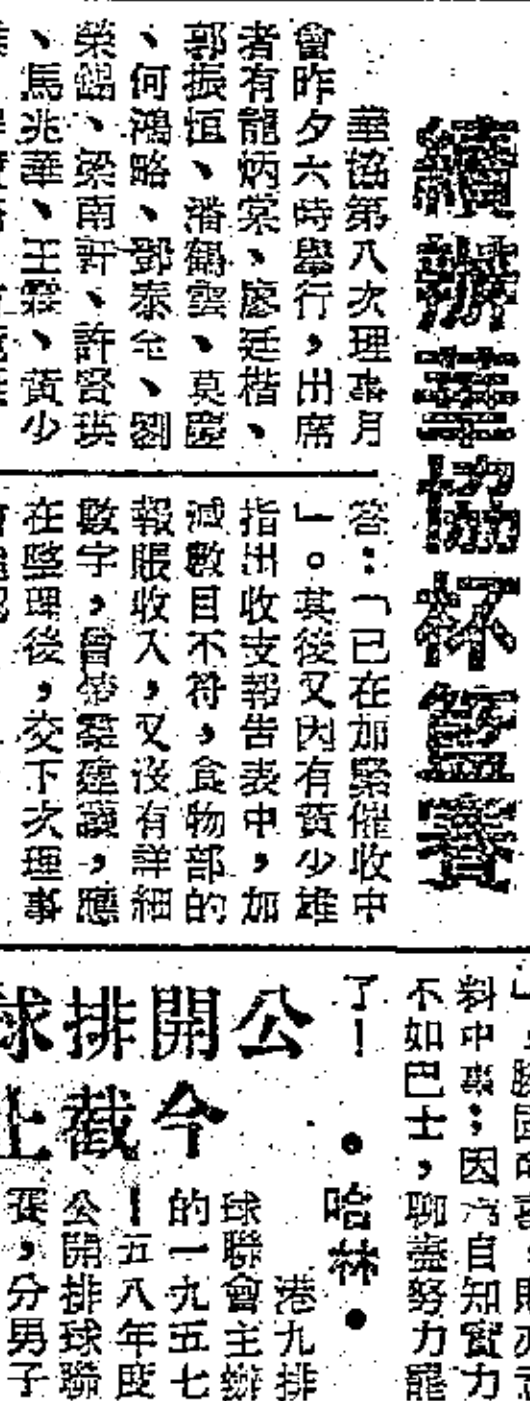 續辦華協杯籃賽
華協第八次理事月
會昨夕六時舉行，出席
者有龍炳棠、廖廷楷、
郭振恒、潘鶴雲、莫慶
、何鴻略、鄧泰全、劉
榮錫、梁南軒、許賢瑛
、馬兆華、王霖、黃少
答：「已在加緊催收中
」。其後又因有黃少雄
指出收支報告表中，加
減數目不符，食物部的
報賬收入，又沒有詳細
數字，曾建議，應
在整理後，交下次理事
料中事；因自知實力
不如巴士，聊盡努力罷
了！
•哈林•
公開排球
今截止
港九排
球聯會主辦
的一九五七
—五八年度
公開排球聯
賽，分男子